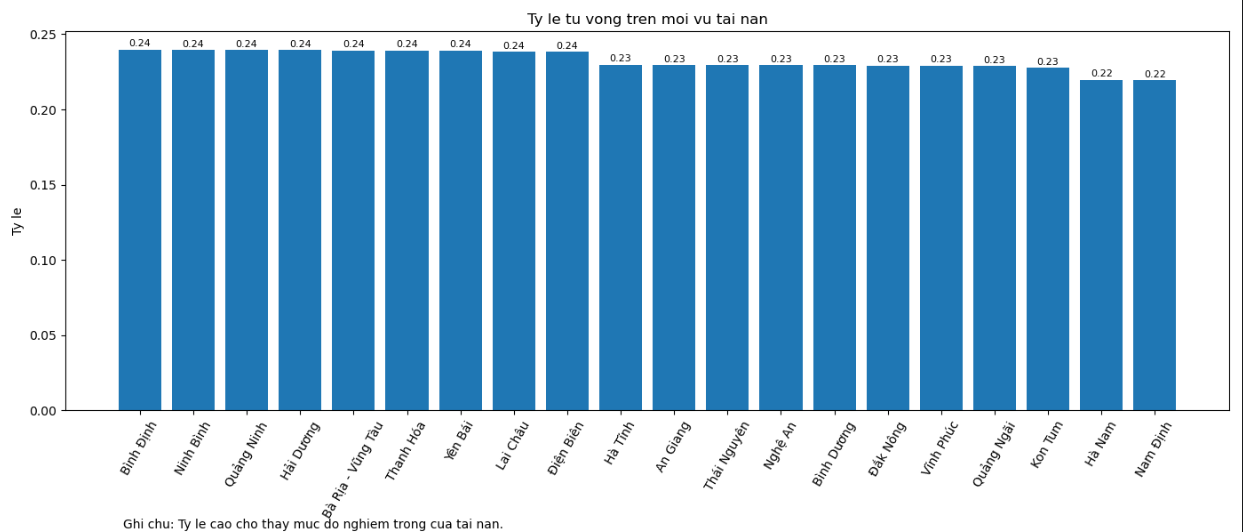 Ty le tu vong tren moi vu tai nan
0.25
0.20
0.15
0.10
0.05
0.00
Ty le
0.24 0.24 0.24 0.24 0.24 0.24 0.24 0.24 0.24 0.23 0.23 0.23 0.23 0.23 0.23 0.23 0.23 0.23 0.22 0.22
Bình Định
Ninh Bình
Quảng Ninh
Hải Dương
Bà Rịa - Vũng Tàu
Thanh Hóa
Yên Bái
Lai Châu
Điện Biên
Hà Tĩnh
An Giang
Thái Nguyên
Nghệ An
Bình Dương
Đắk Nông
Vĩnh Phúc
Quảng Ngãi
Kon Tum
Hà Nam
Nam Định
Ghi chu: Ty le cao cho thay muc do nghiem trong cua tai nan.